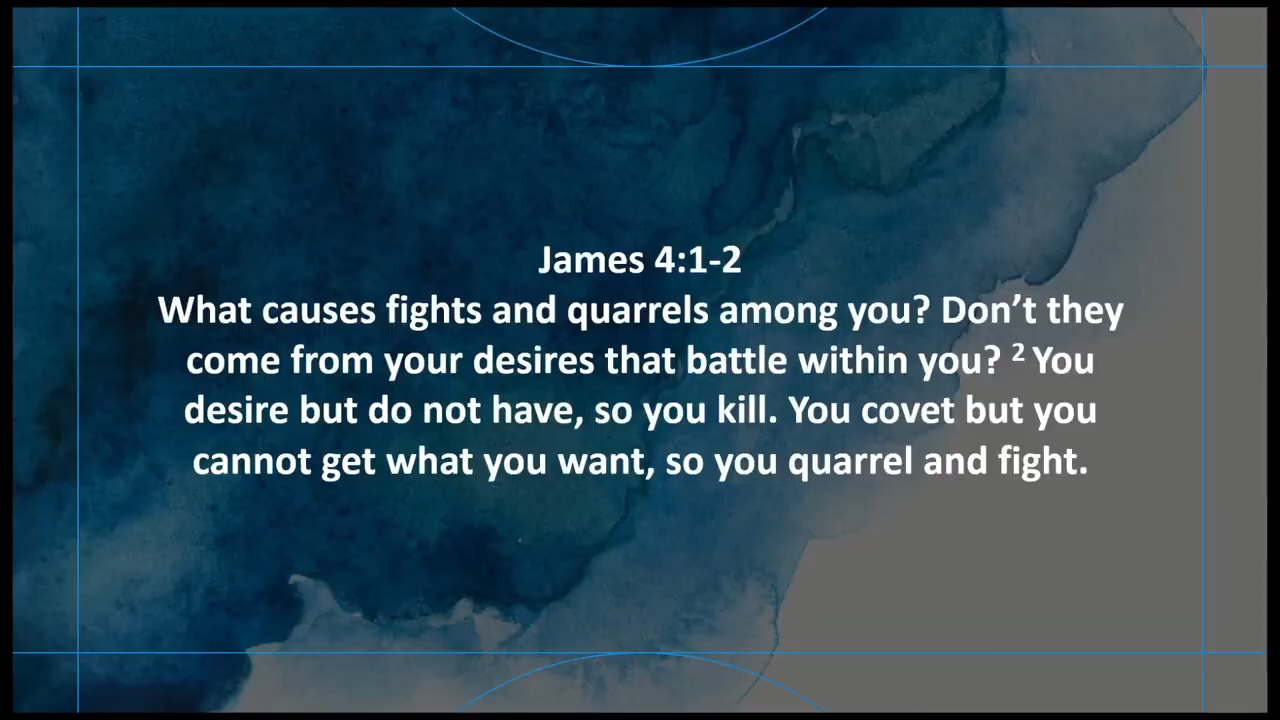 James 4:1-2
What causes fights and quarrels among you? Don’t they
come from your desires that battle within you? ² You
desire but do not have, so you kill. You covet but you
cannot get what you want, so you quarrel and fight.